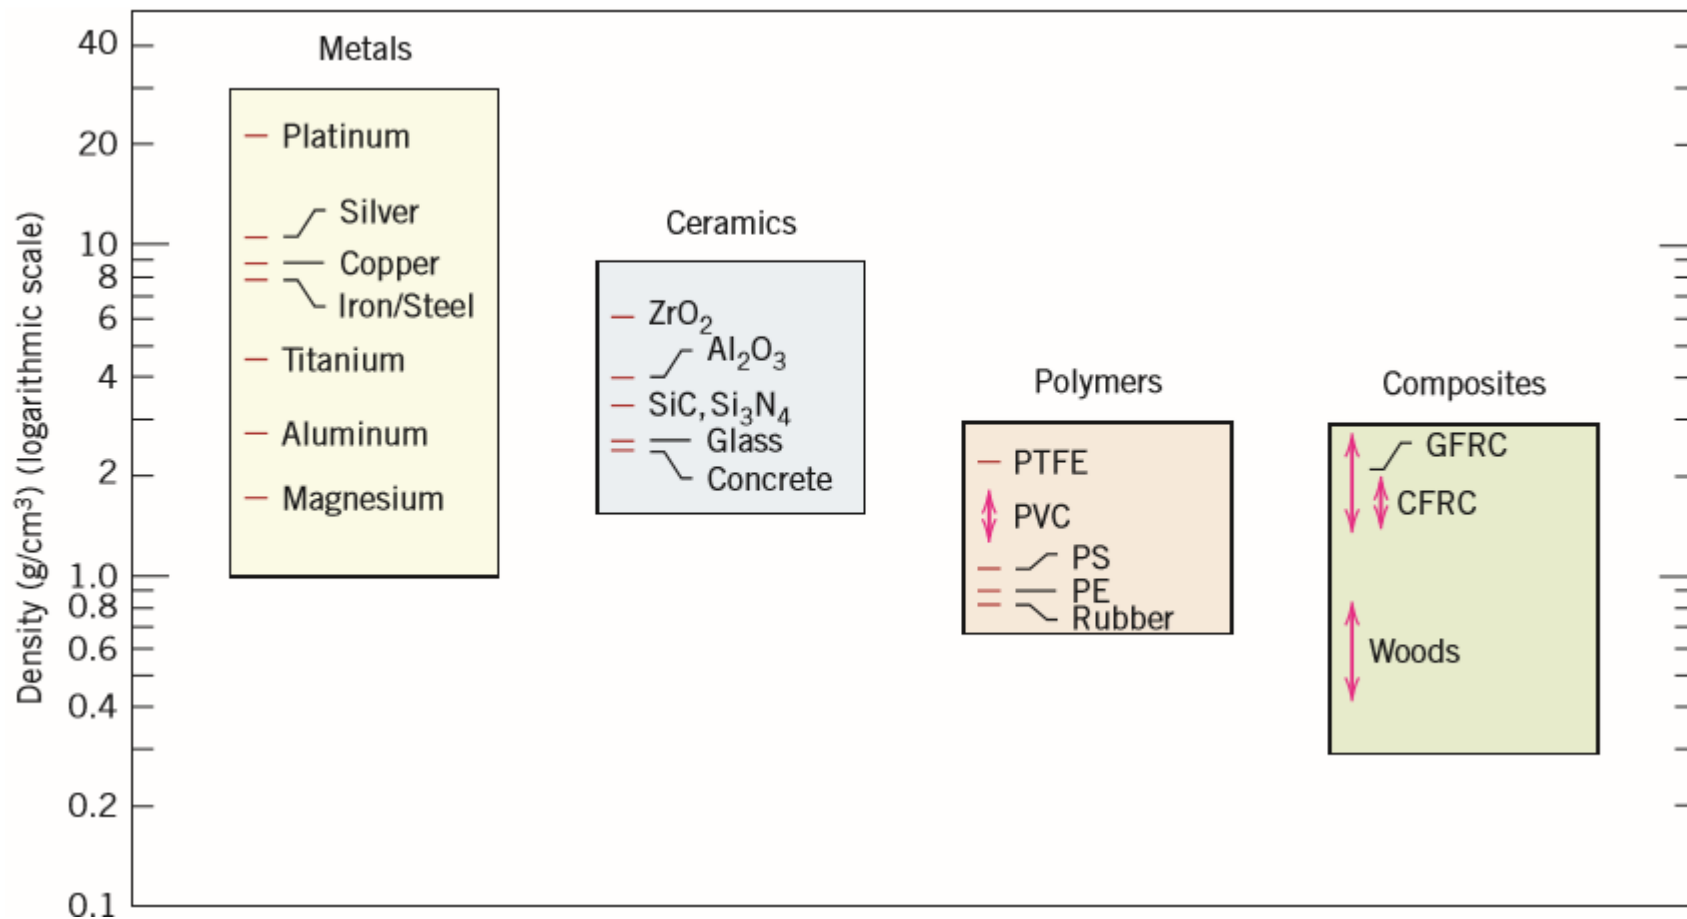 Density (g/cm³) (logarithmic scale)
40
20
10
8
6
4
2
1.0
0.8
0.6
0.4
0.2
0.1
Metals
Platinum
Silver
Copper
Iron/Steel
Titanium
Aluminum
Magnesium
Ceramics
ZrO₂
Al₂O₃
SiC, Si₃N₄
Glass
Concrete
Polymers
PTFE
PVC
PS
PE
Rubber
Composites
GFRC
CFRC
Woods